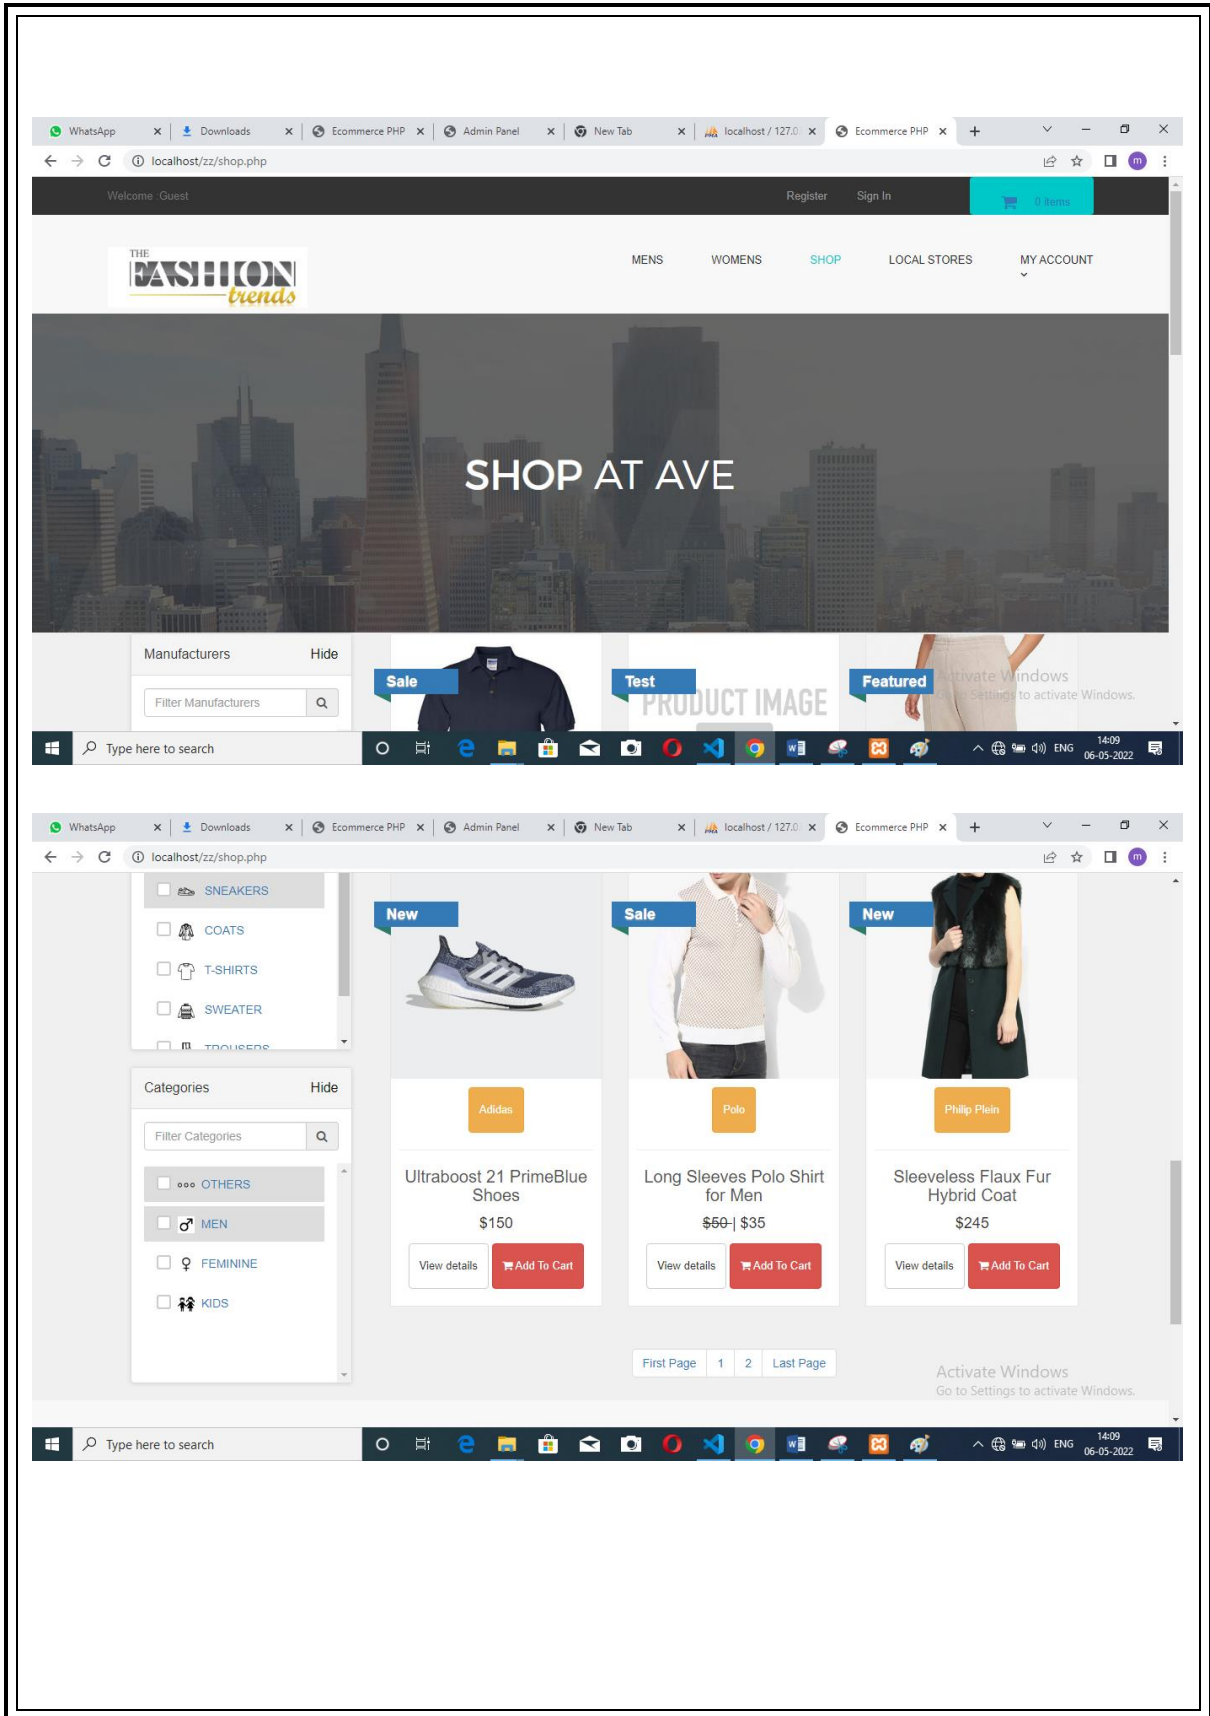 WhatsApp Downloads Ecommerce PHP Admin Panel New Tab localhost / 127.0. Ecommerce PHP
localhost/zz/shop.php
Welcome :Guest Register Sign In 0 items
THE
FASHION
trends
MENS WOMENS SHOP LOCAL STORES MY ACCOUNT
SHOP AT AVE
Manufacturers Hide
Filter Manufacturers
Sale Test Featured
PRODUCT IMAGE
Activate Windows
Go to Settings to activate Windows.
Type here to search ENG 14:09
06-05-2022
WhatsApp Downloads Ecommerce PHP Admin Panel New Tab localhost / 127.0. Ecommerce PHP
localhost/zz/shop.php
SNEAKERS
COATS
T-SHIRTS
SWEATER
TROUSERS
Categories Hide
Filter Categories
OTHERS
MEN
FEMININE
KIDS
New Sale New
Adidas Polo Philip Plein
Ultraboost 21 PrimeBlue Shoes
$150
View details Add To Cart
Long Sleeves Polo Shirt for Men
$50 | $35
View details Add To Cart
Sleeveless Flaux Fur Hybrid Coat
$245
View details Add To Cart
First Page 1 2 Last Page
Activate Windows
Go to Settings to activate Windows.
Type here to search ENG 14:09
06-05-2022